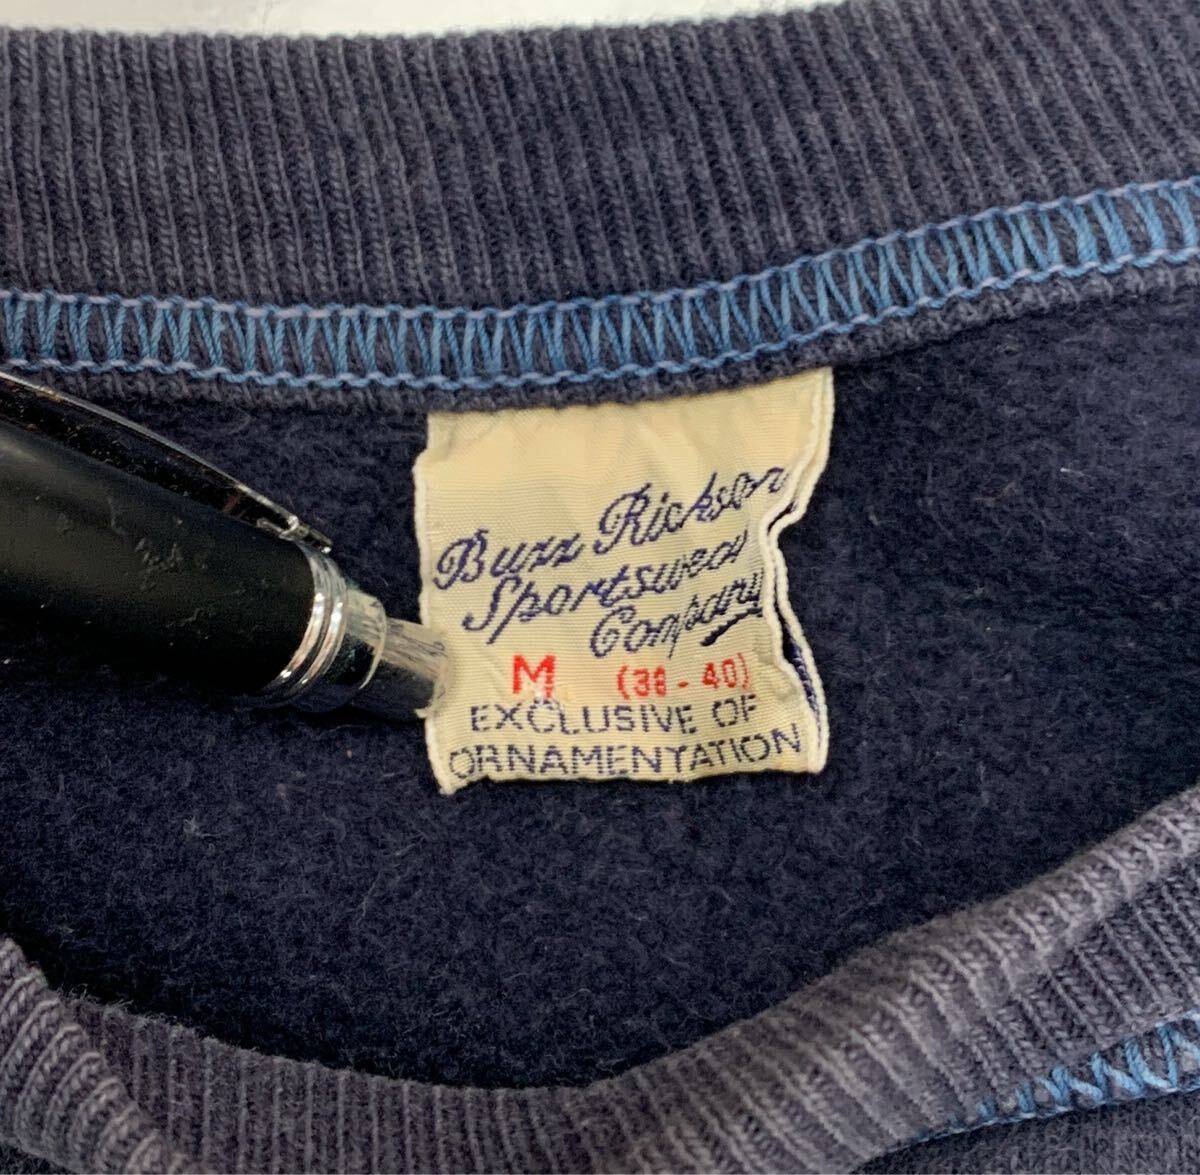 Buzz Rickson
Sportswear
Company
M (38-40)
EXCLUSIVE OF
ORNAMENTATION